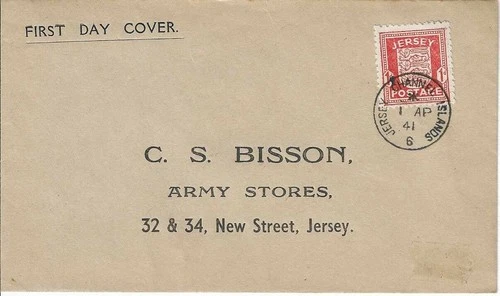 FIRST DAY COVER.
JERSEY
POSTAGE
JERSEY CHANNEL ISLANDS
1 AP
41
6
C. S. BISSON,
ARMY STORES,
32 & 34, New Street, Jersey.